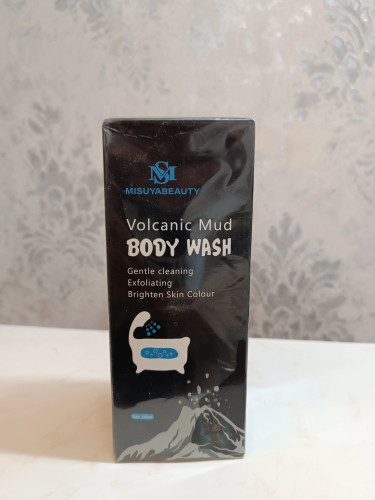 MISUYABEAUTY
Volcanic Mud
BODY WASH
Gentle cleaning
Exfoliating
Brighten Skin Colour